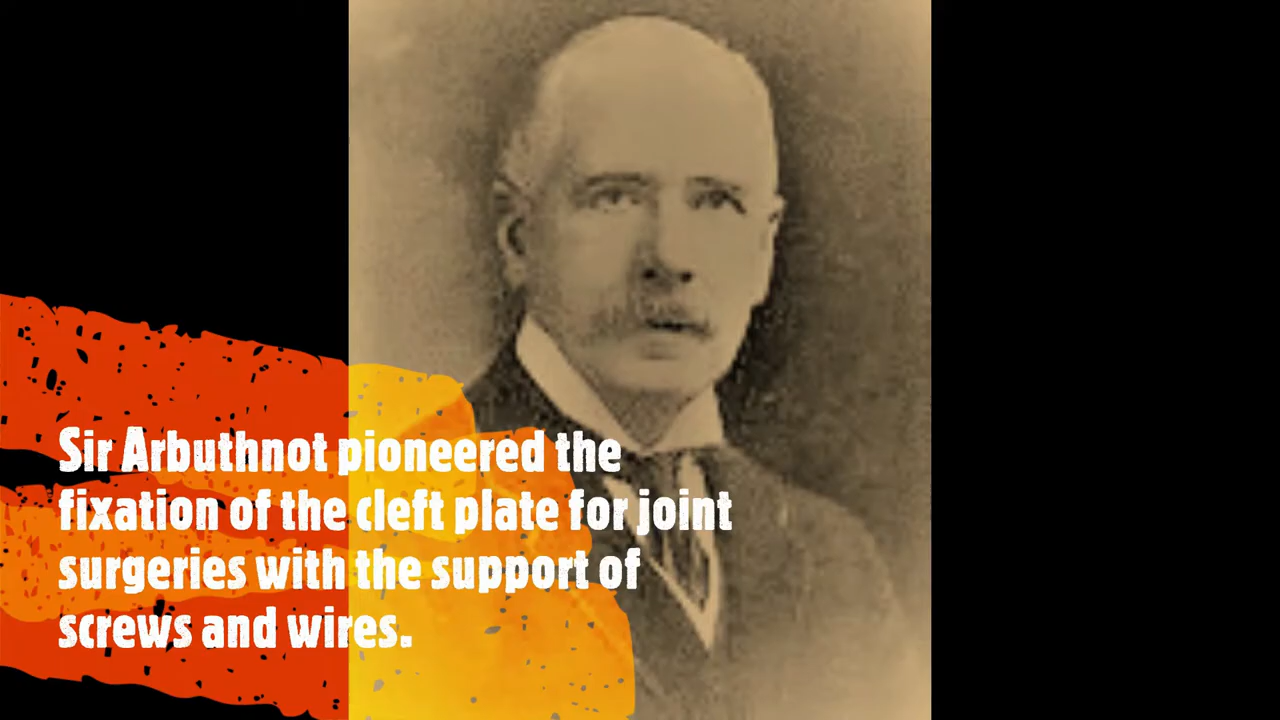 Sir Arbuthnot pioneered the
fixation of the cleft plate for joint
surgeries with the support of
screws and wires.